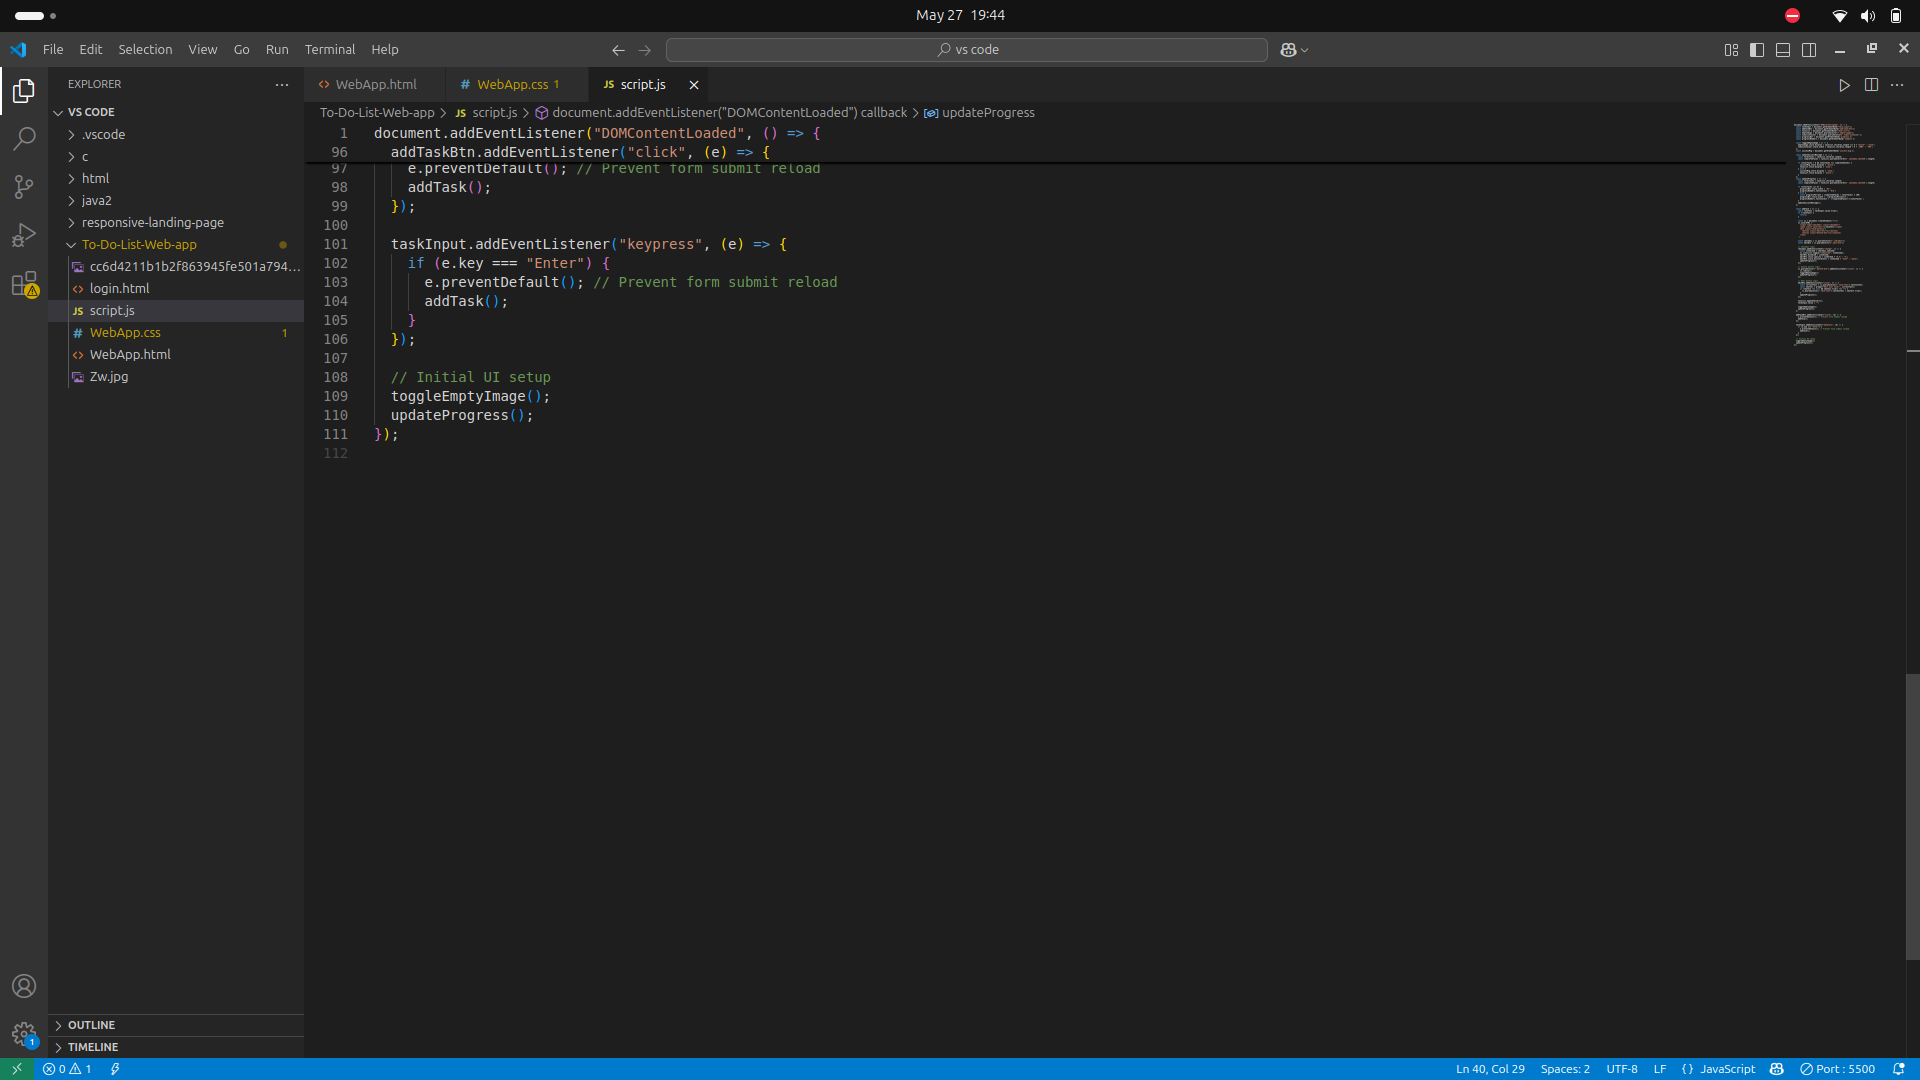 May 27 19:44
File Edit Selection View Go Run Terminal Help
vs code
EXPLORER
WebApp.html
WebApp.css 1
JS script.js
To-Do-List-Web-app > JS script.js > document.addEventListener("DOMContentLoaded") callback > updateProgress
VS CODE
.vscode
c
html
java2
responsive-landing-page
To-Do-List-Web-app
cc6d4211b1b2f863945fe501a794...
login.html
JS script.js
# WebApp.css 1
WebApp.html
Zw.jpg
OUTLINE
TIMELINE
1 document.addEventListener("DOMContentLoaded", () => {
96 addTaskBtn.addEventListener("click", (e) => {
97 e.preventDefault(); // Prevent form submit reload
98 addTask();
99 });
100
101 taskInput.addEventListener("keypress", (e) => {
102 if (e.key === "Enter") {
103 e.preventDefault(); // Prevent form submit reload
104 addTask();
105 }
106 });
107
108 // Initial UI setup
109 toggleEmptyImage();
110 updateProgress();
111 });
112
1
0 1
Ln 40, Col 29 Spaces: 2 UTF-8 LF {} JavaScript Port : 5500